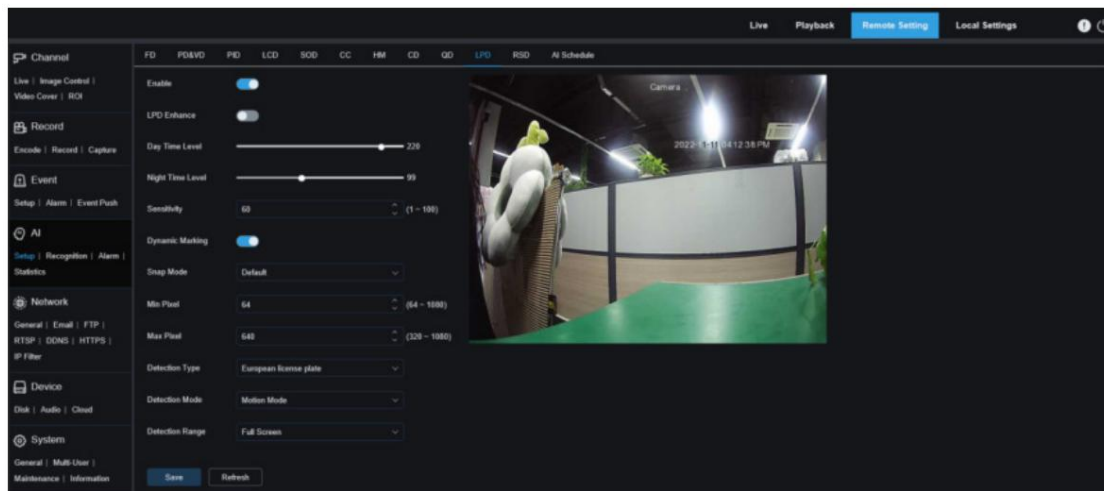 Live Playback Remote Setting Local Settings
Channel
Live | Image Control |
Video Cover | ROI
Record
Encode | Record | Capture
Event
Setup | Alarm | Event Push
AI
Setup | Recognition | Alarm |
Statistics
Network
General | Email | FTP |
RTSP | DDNS | HTTPS |
IP Filter
Device
Disk | Audio | Cloud
System
General | Multi-User |
Maintenance | Information
FD PD&VD PID LCD SOD CC HM CD QD LPD RSD AI Schedule
Enable
LPD Enhance
Day Time Level 220
Night Time Level 99
Sensitivity 60 (1 ~ 100)
Dynamic Marking
Snap Mode Default
Min Pixel 64 (64 ~ 1080)
Max Pixel 640 (320 ~ 1080)
Detection Type European license plate
Detection Mode Motion Mode
Detection Range Full Screen
Save Refresh
Camera
04:12:38 PM